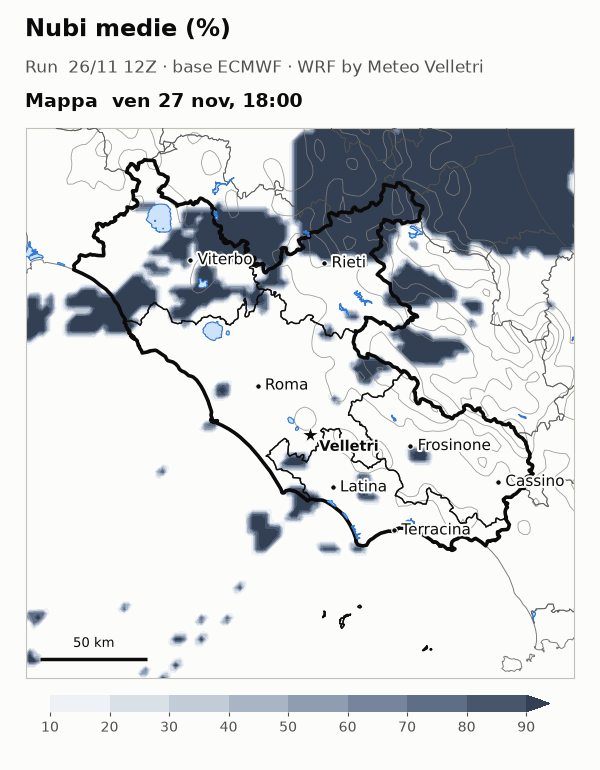 Nubi medie (%)
Run  26/11 12Z · base ECMWF · WRF by Meteo Velletri
Mappa  ven 27 nov, 18:00
Viterbo
Rieti
Roma
Velletri
Frosinone
Cassino
Latina
Terracina
50 km
10 20 30 40 50 60 70 80 90